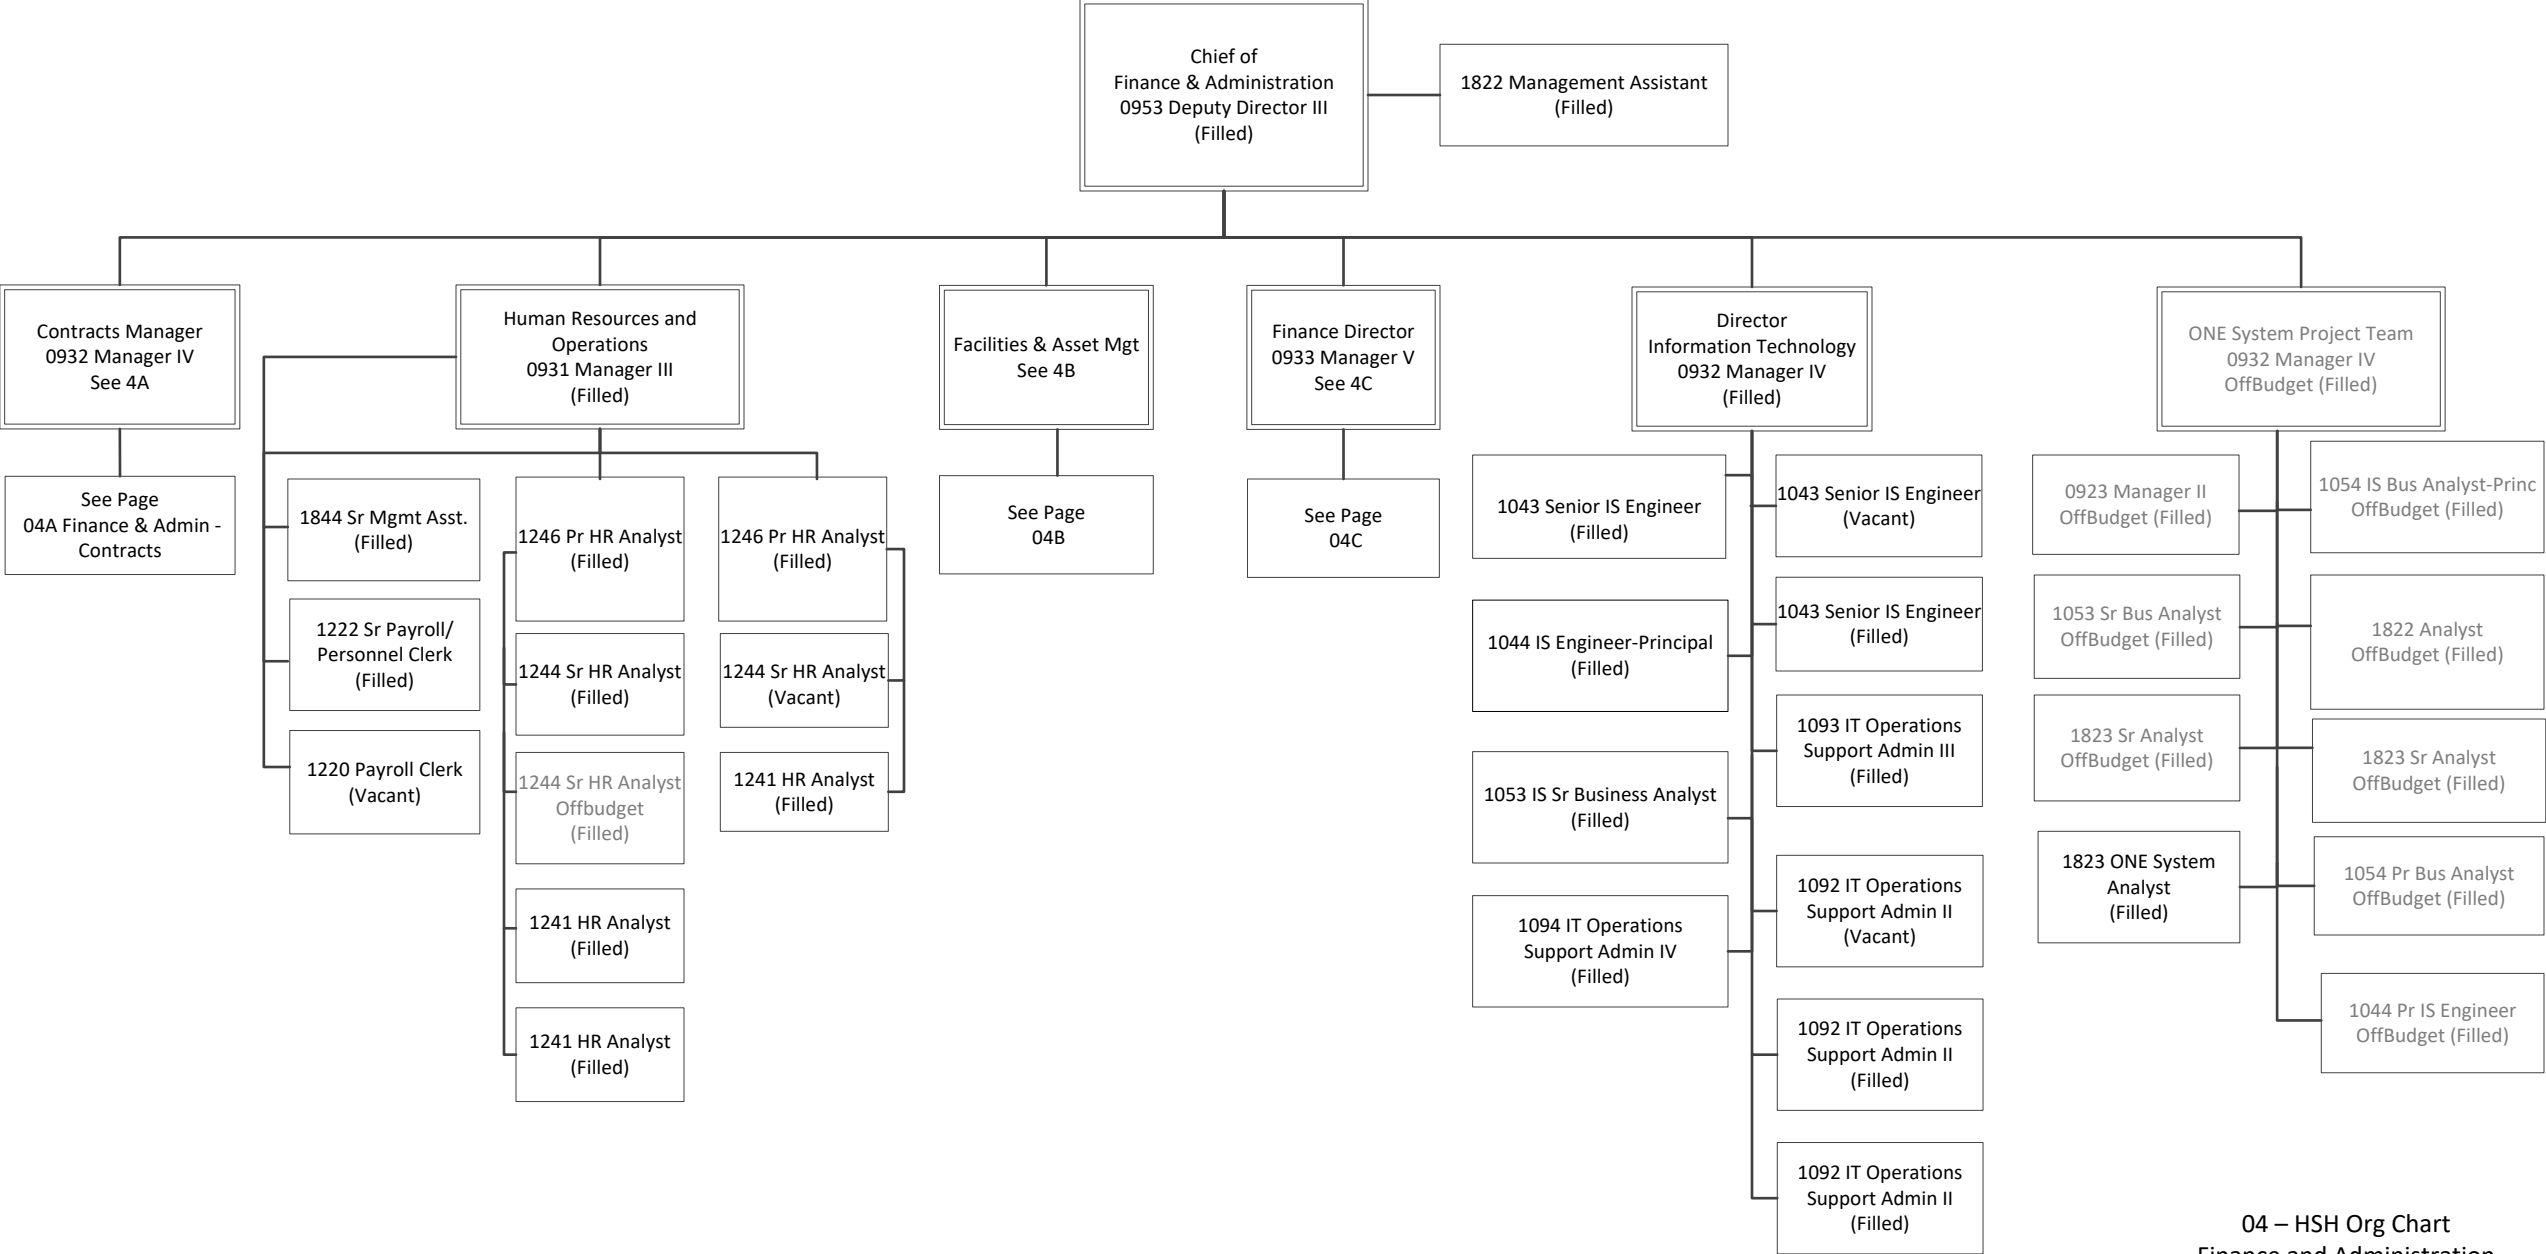 Chief of
Finance & Administration
0953 Deputy Director III
(Filled)
1822 Management Assistant
(Filled)
Contracts Manager
0932 Manager IV
See 4A
Human Resources and
Operations
0931 Manager III
(Filled)
Facilities & Asset Mgt
See 4B
Finance Director
0933 Manager V
See 4C
Director
Information Technology
0932 Manager IV
(Filled)
ONE System Project Team
0932 Manager IV
OffBudget (Filled)
See Page
04A Finance & Admin -
Contracts
1844 Sr Mgmt Asst.
(Filled)
1222 Sr Payroll/
Personnel Clerk
(Filled)
1220 Payroll Clerk
(Vacant)
1246 Pr HR Analyst
(Filled)
1244 Sr HR Analyst
(Filled)
1244 Sr HR Analyst
Offbudget
(Filled)
1241 HR Analyst
(Filled)
1241 HR Analyst
(Filled)
1246 Pr HR Analyst
(Filled)
1244 Sr HR Analyst
(Vacant)
1241 HR Analyst
(Filled)
See Page
04B
See Page
04C
1043 Senior IS Engineer
(Filled)
1044 IS Engineer-Principal
(Filled)
1053 IS Sr Business Analyst
(Filled)
1094 IT Operations
Support Admin IV
(Filled)
1043 Senior IS Engineer
(Vacant)
1043 Senior IS Engineer
(Filled)
1093 IT Operations
Support Admin III
(Filled)
1092 IT Operations
Support Admin II
(Vacant)
1092 IT Operations
Support Admin II
(Filled)
1092 IT Operations
Support Admin II
(Filled)
0923 Manager II
OffBudget (Filled)
1053 Sr Bus Analyst
OffBudget (Filled)
1823 Sr Analyst
OffBudget (Filled)
1823 ONE System
Analyst
(Filled)
1054 IS Bus Analyst-Princ
OffBudget (Filled)
1822 Analyst
OffBudget (Filled)
1823 Sr Analyst
OffBudget (Filled)
1054 Pr Bus Analyst
OffBudget (Filled)
1044 Pr IS Engineer
OffBudget (Filled)
04 – HSH Org Chart
Finance and Administration